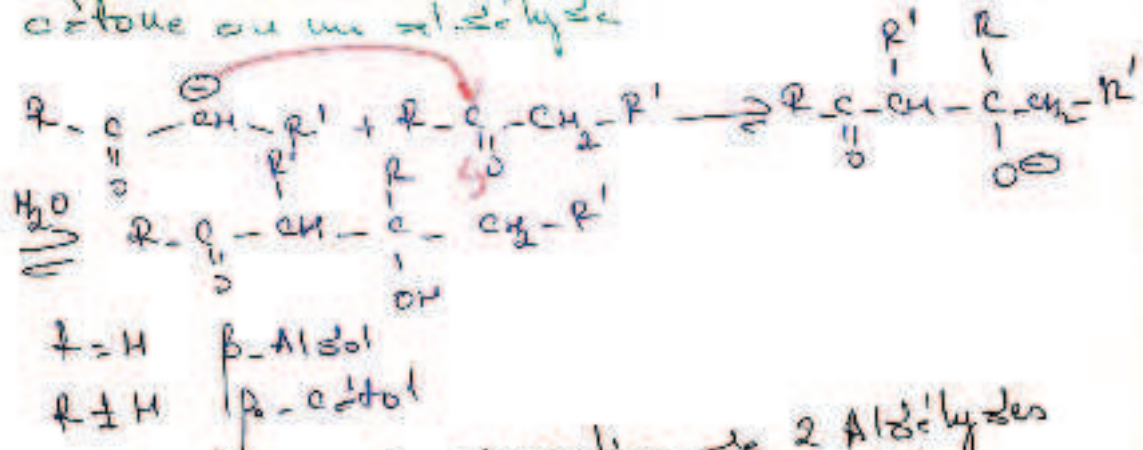 cétone ou un aldéhyde
R-C(=O)-CH⊖-R' + R-C(=O)-CH2-R' → R-C(=O)-CH(R')-C(R)(O⊖)-CH2-R'
H2O ⇌ R-C(=O)-CH(R')-C(R)(OH)-CH2-R'
R=H β-Aldol
R≠H β-cétol
2 Aldéhydes